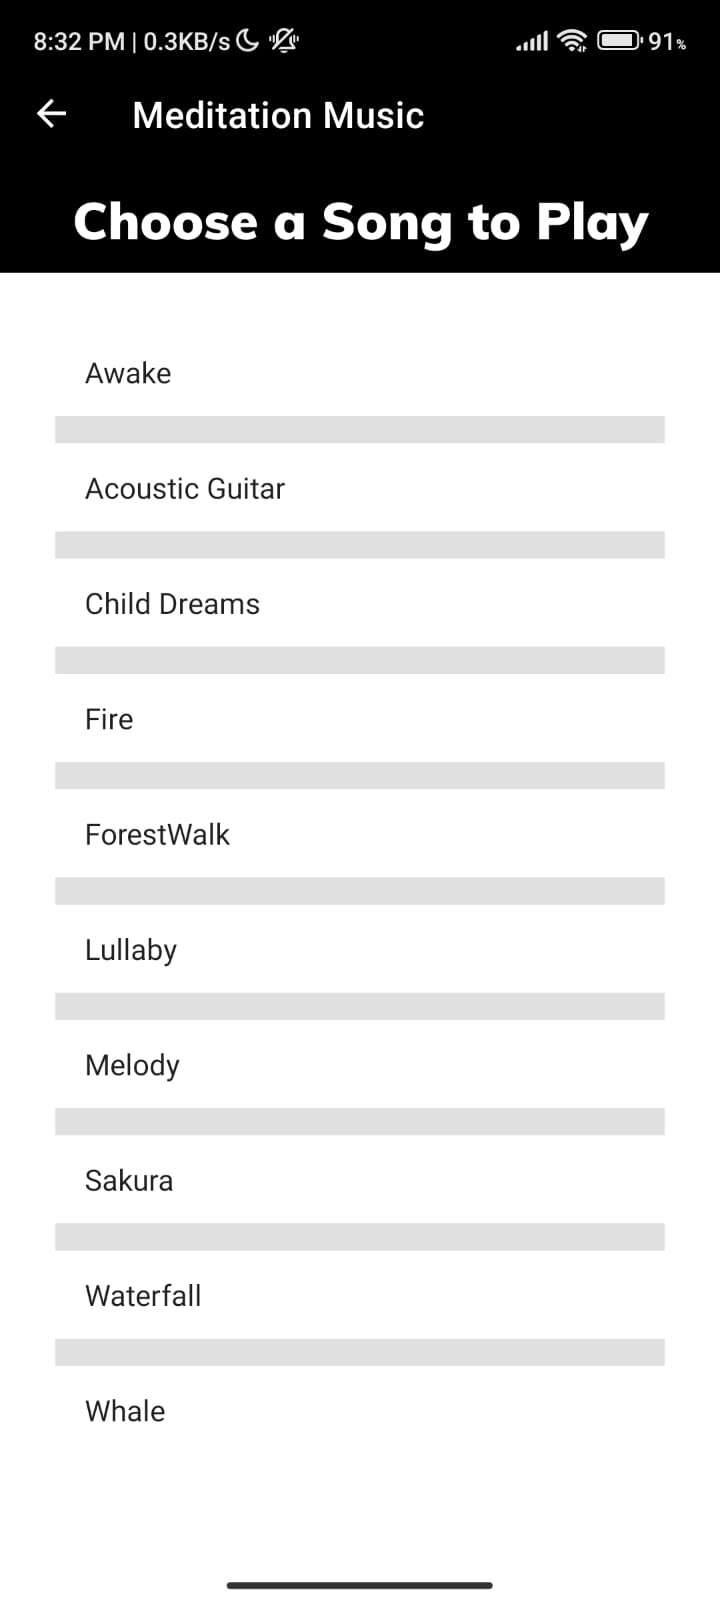 8:32 PM | 0.3KB/s 91%
Meditation Music
Choose a Song to Play
Awake
Acoustic Guitar
Child Dreams
Fire
ForestWalk
Lullaby
Melody
Sakura
Waterfall
Whale